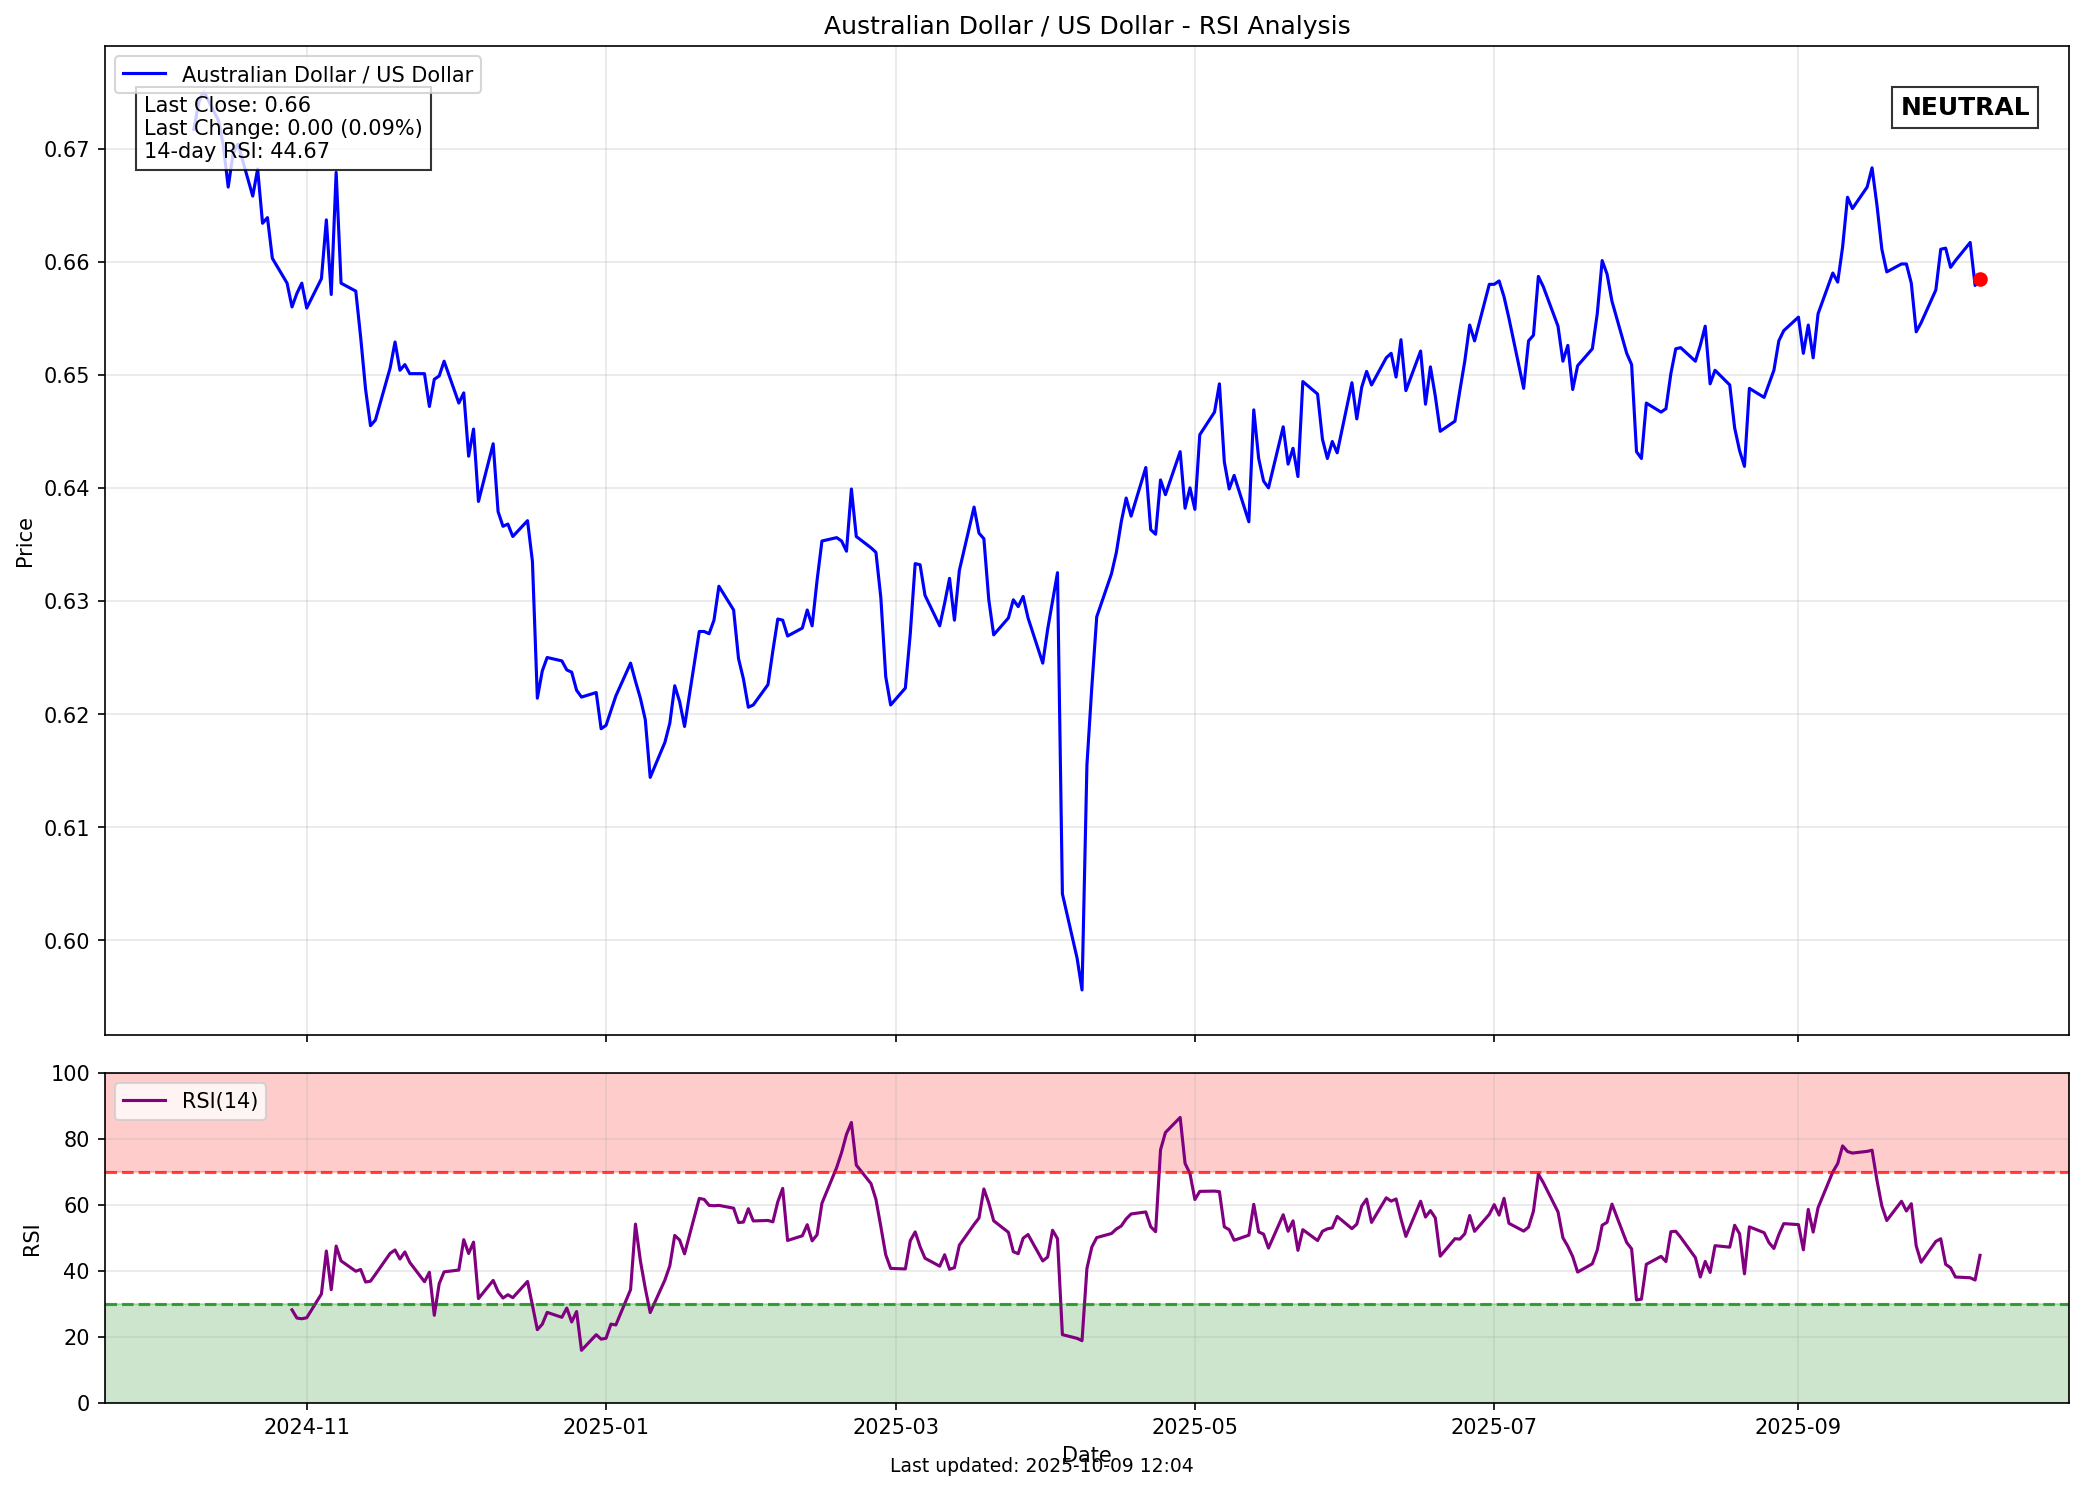 Australian Dollar / US Dollar - RSI Analysis
Australian Dollar / US Dollar
Last Close: 0.66
Last Change: 0.00 (0.09%)
14-day RSI: 44.67
NEUTRAL
Price
0.67
0.66
0.65
0.64
0.63
0.62
0.61
0.60
RSI(14)
RSI
100
80
60
40
20
0
2024-11
2025-01
2025-03
2025-05
2025-07
2025-09
Date
Last updated: 2025-10-09 12:04